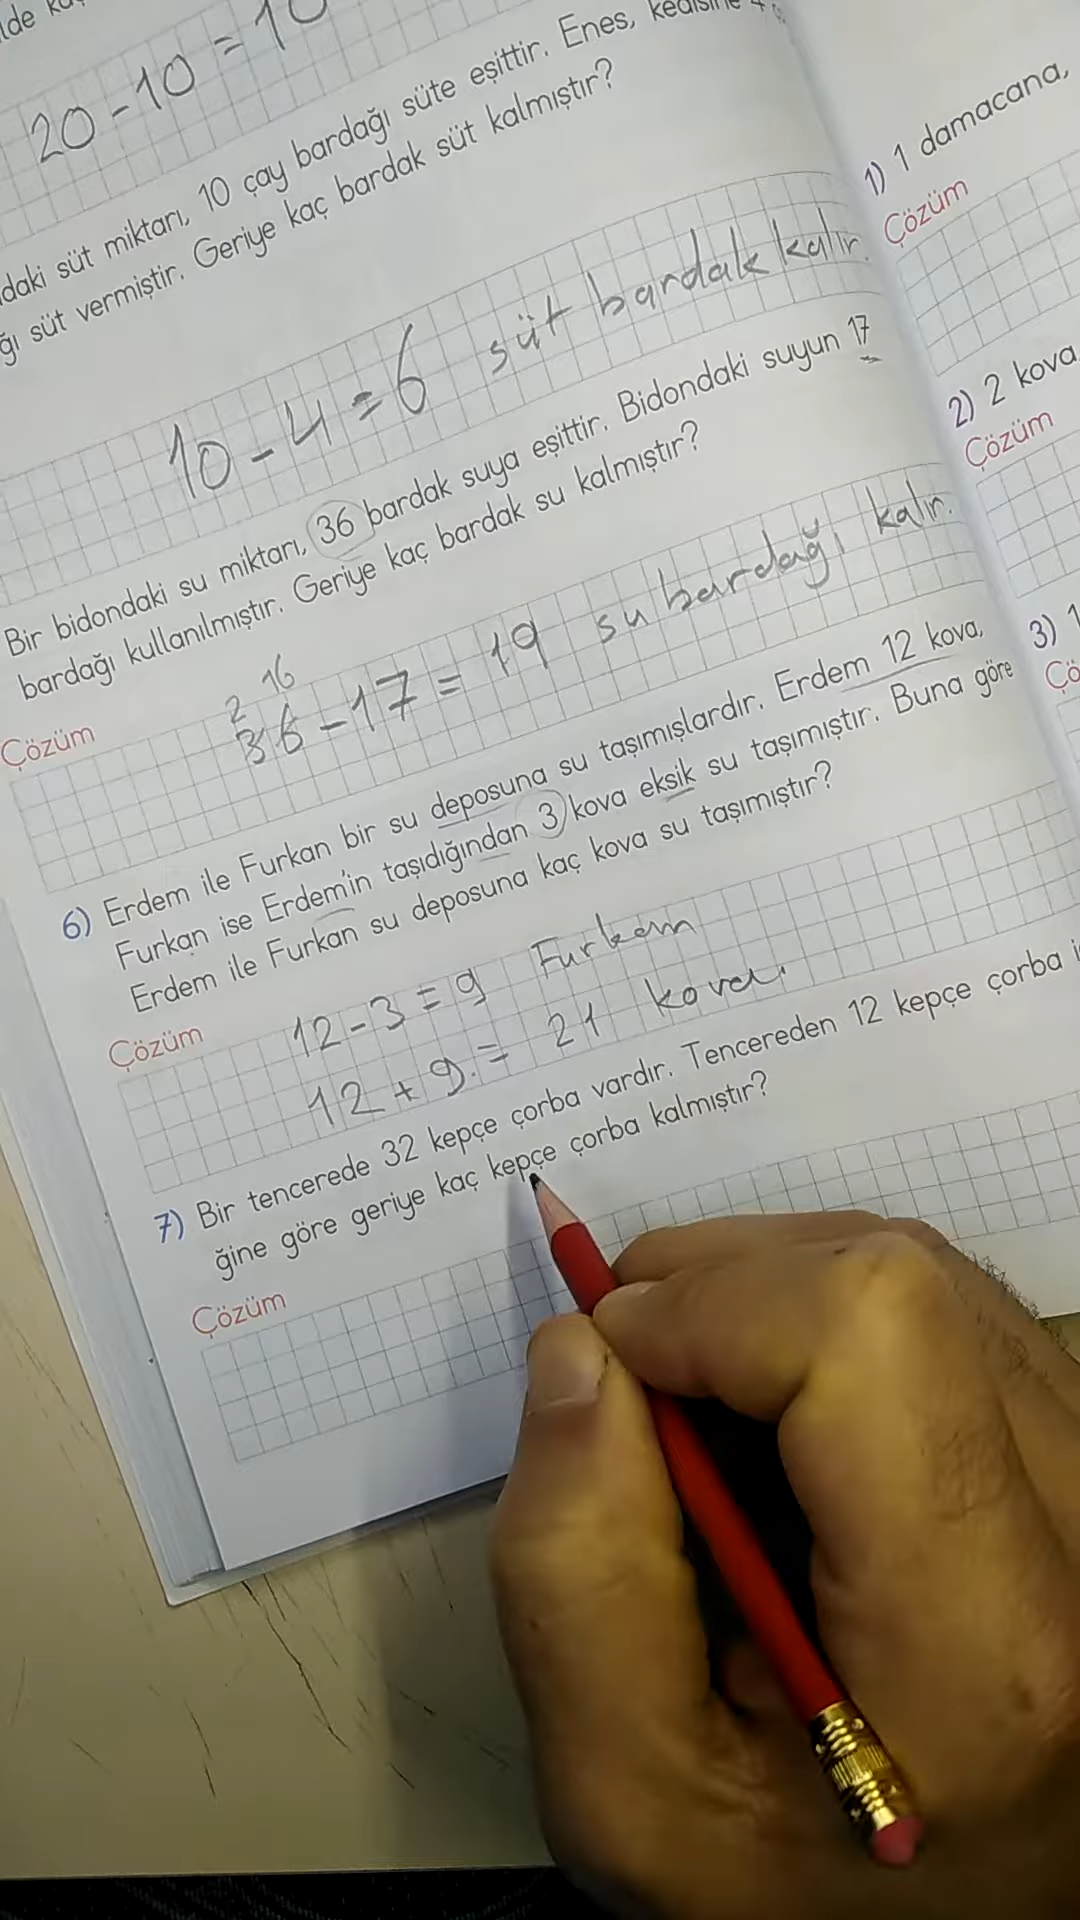 20-10=10
daki süt miktarı, 10 çay bardağı süte eşittir. Enes, kedisine 4
ğı süt vermiştir. Geriye kaç bardak süt kalmıştır?
10-4=6 süt bardak kalır.
Bir bidondaki su miktarı, 36 bardak suya eşittir. Bidondaki suyun 17
bardağı kullanılmıştır. Geriye kaç bardak su kalmıştır?
Çözüm
2 16
36-17=19 su bardağı kalır.
6) Erdem ile Furkan bir su deposuna su taşımışlardır. Erdem 12 kova,
Furkan ise Erdem'in taşıdığından 3 kova eksik su taşımıştır. Buna göre
Erdem ile Furkan su deposuna kaç kova su taşımıştır?
Çözüm
12-3=9 Furkan
12+9=21 kova.
7) Bir tencerede 32 kepçe çorba vardır. Tencereden 12 kepçe çorba i
ğine göre geriye kaç kepçe çorba kalmıştır?
Çözüm
1) 1 damacana,
Çözüm
2) 2 kova
Çözüm
3) 1
Çö